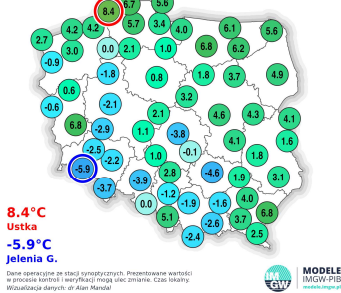 8.4 6.7 5.6
2.7 4.2 4.2 5.7 3.4 4.0 6.1 5.6
3.0 0.0 2.1 1.0 6.8 6.2
-0.9 -1.8 0.8 1.8 3.7 4.9
0.6 3.2
-0.6 -2.1 2.1 4.6 4.3 4.1
6.8 -2.9 1.1 -3.8 4.1 1.6
-2.5 -2.2 1.0 -0.1 1.8
-5.9 -3.9 2.8 -4.6 1.9 3.1
-3.7 0.0 -1.2 -1.9 -1.6 4.0
5.1 -2.6 3.7 6.8
-2.4 2.5
8.4°C
Ustka
-5.9°C
Jelenia G.
Dane operacyjne ze stacji synoptycznych. Prezentowane wartości
w procesie kontroli i weryfikacji mogą ulec zmianie. Czas lokalny.
Wizualizacja danych: dr Alan Mandal
IM
GW
MODELE
IMGW-PIB
modele.imgw.pl